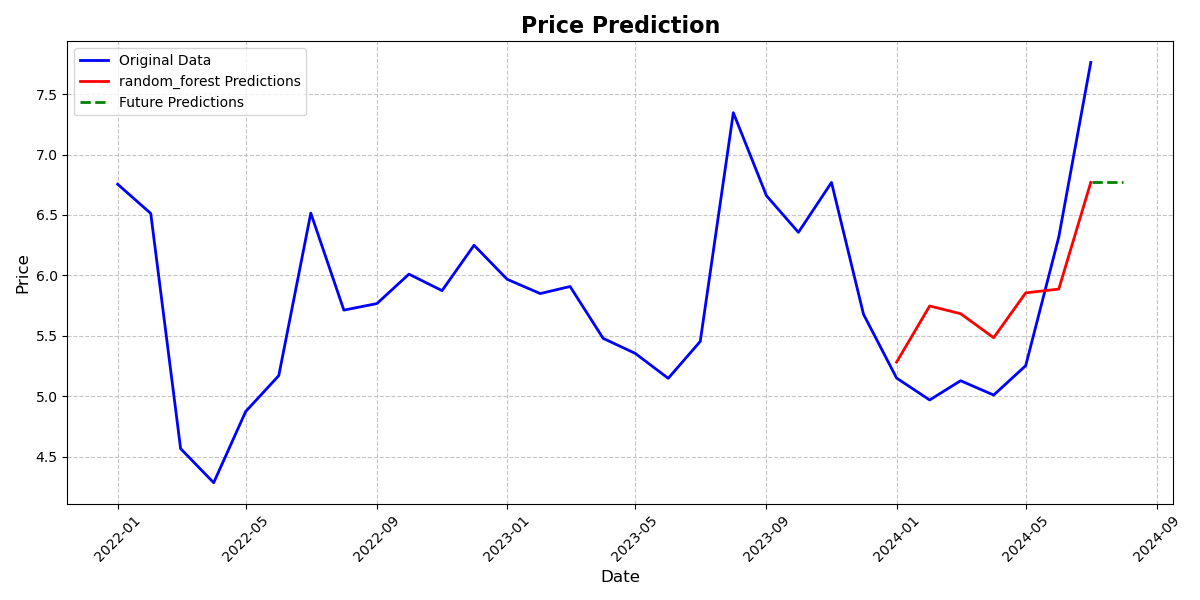 Price Prediction
Original Data
random_forest Predictions
Future Predictions
Price
7.5
7.0
6.5
6.0
5.5
5.0
4.5
2022-01
2022-05
2022-09
2023-01
2023-05
2023-09
2024-01
2024-05
2024-09
Date